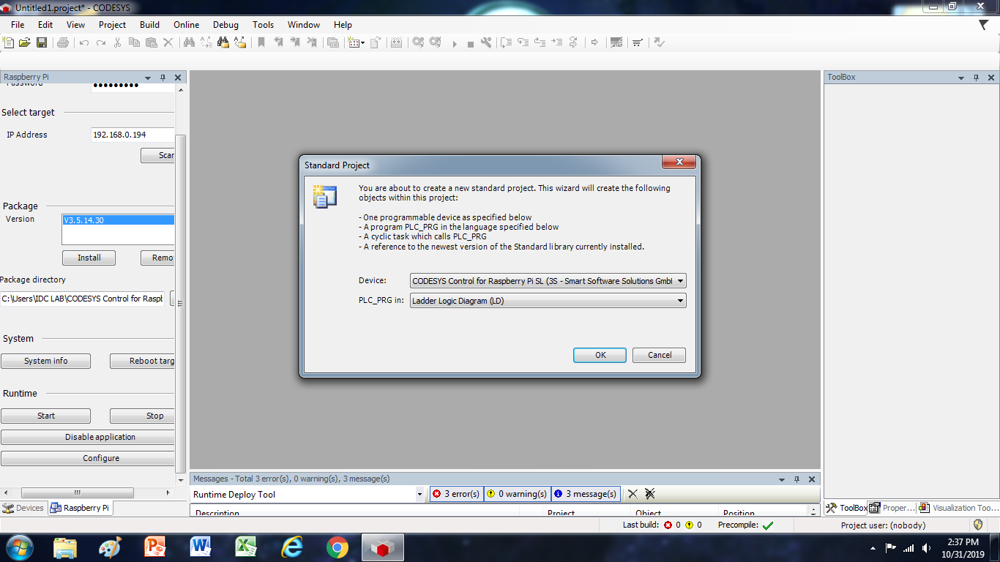 Untitled1.project* - CODESYS
File Edit View Project Build Online Debug Tools Window Help
Raspberry Pi
Password ●●●●●●●●●
Select target
IP Address 192.168.0.194
Scan
Package
Version V3.5.14.30
Install Remo
Package directory
C:\Users\IDC LAB\CODESYS Control for Raspt
System
System info Reboot targ
Runtime
Start Stop
Disable application
Configure
Devices Raspberry Pi
Standard Project
You are about to create a new standard project. This wizard will create the following
objects within this project:
- One programmable device as specified below
- A program PLC_PRG in the language specified below
- A cyclic task which calls PLC_PRG
- A reference to the newest version of the Standard library currently installed.
Device: CODESYS Control for Raspberry Pi SL (3S - Smart Software Solutions Gmbl
PLC_PRG in: Ladder Logic Diagram (LD)
OK Cancel
Messages - Total 3 error(s), 0 warning(s), 3 message(s)
Runtime Deploy Tool 3 error(s) 0 warning(s) 3 message(s)
Description Project Object Position
ToolBox
ToolBox Proper... Visualization Too...
Last build: 0 0 Precompile: Project user: (nobody)
2:37 PM
10/31/2019